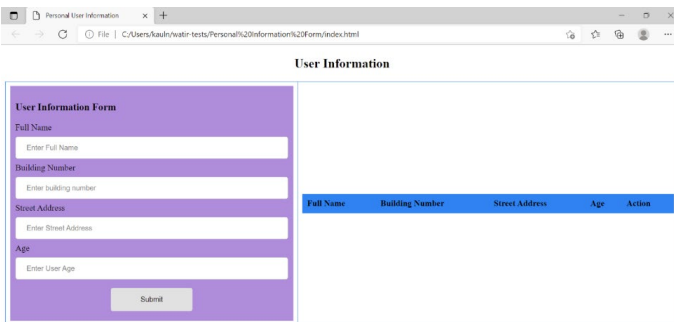 Personal User Information
File | C:/Users/kauln/watir-tests/Personal%20Information%20Form/index.html
User Information
User Information Form
Full Name
Enter Full Name
Building Number
Enter building number
Street Address
Enter Street Address
Age
Enter User Age
Submit
Full Name Building Number Street Address Age Action